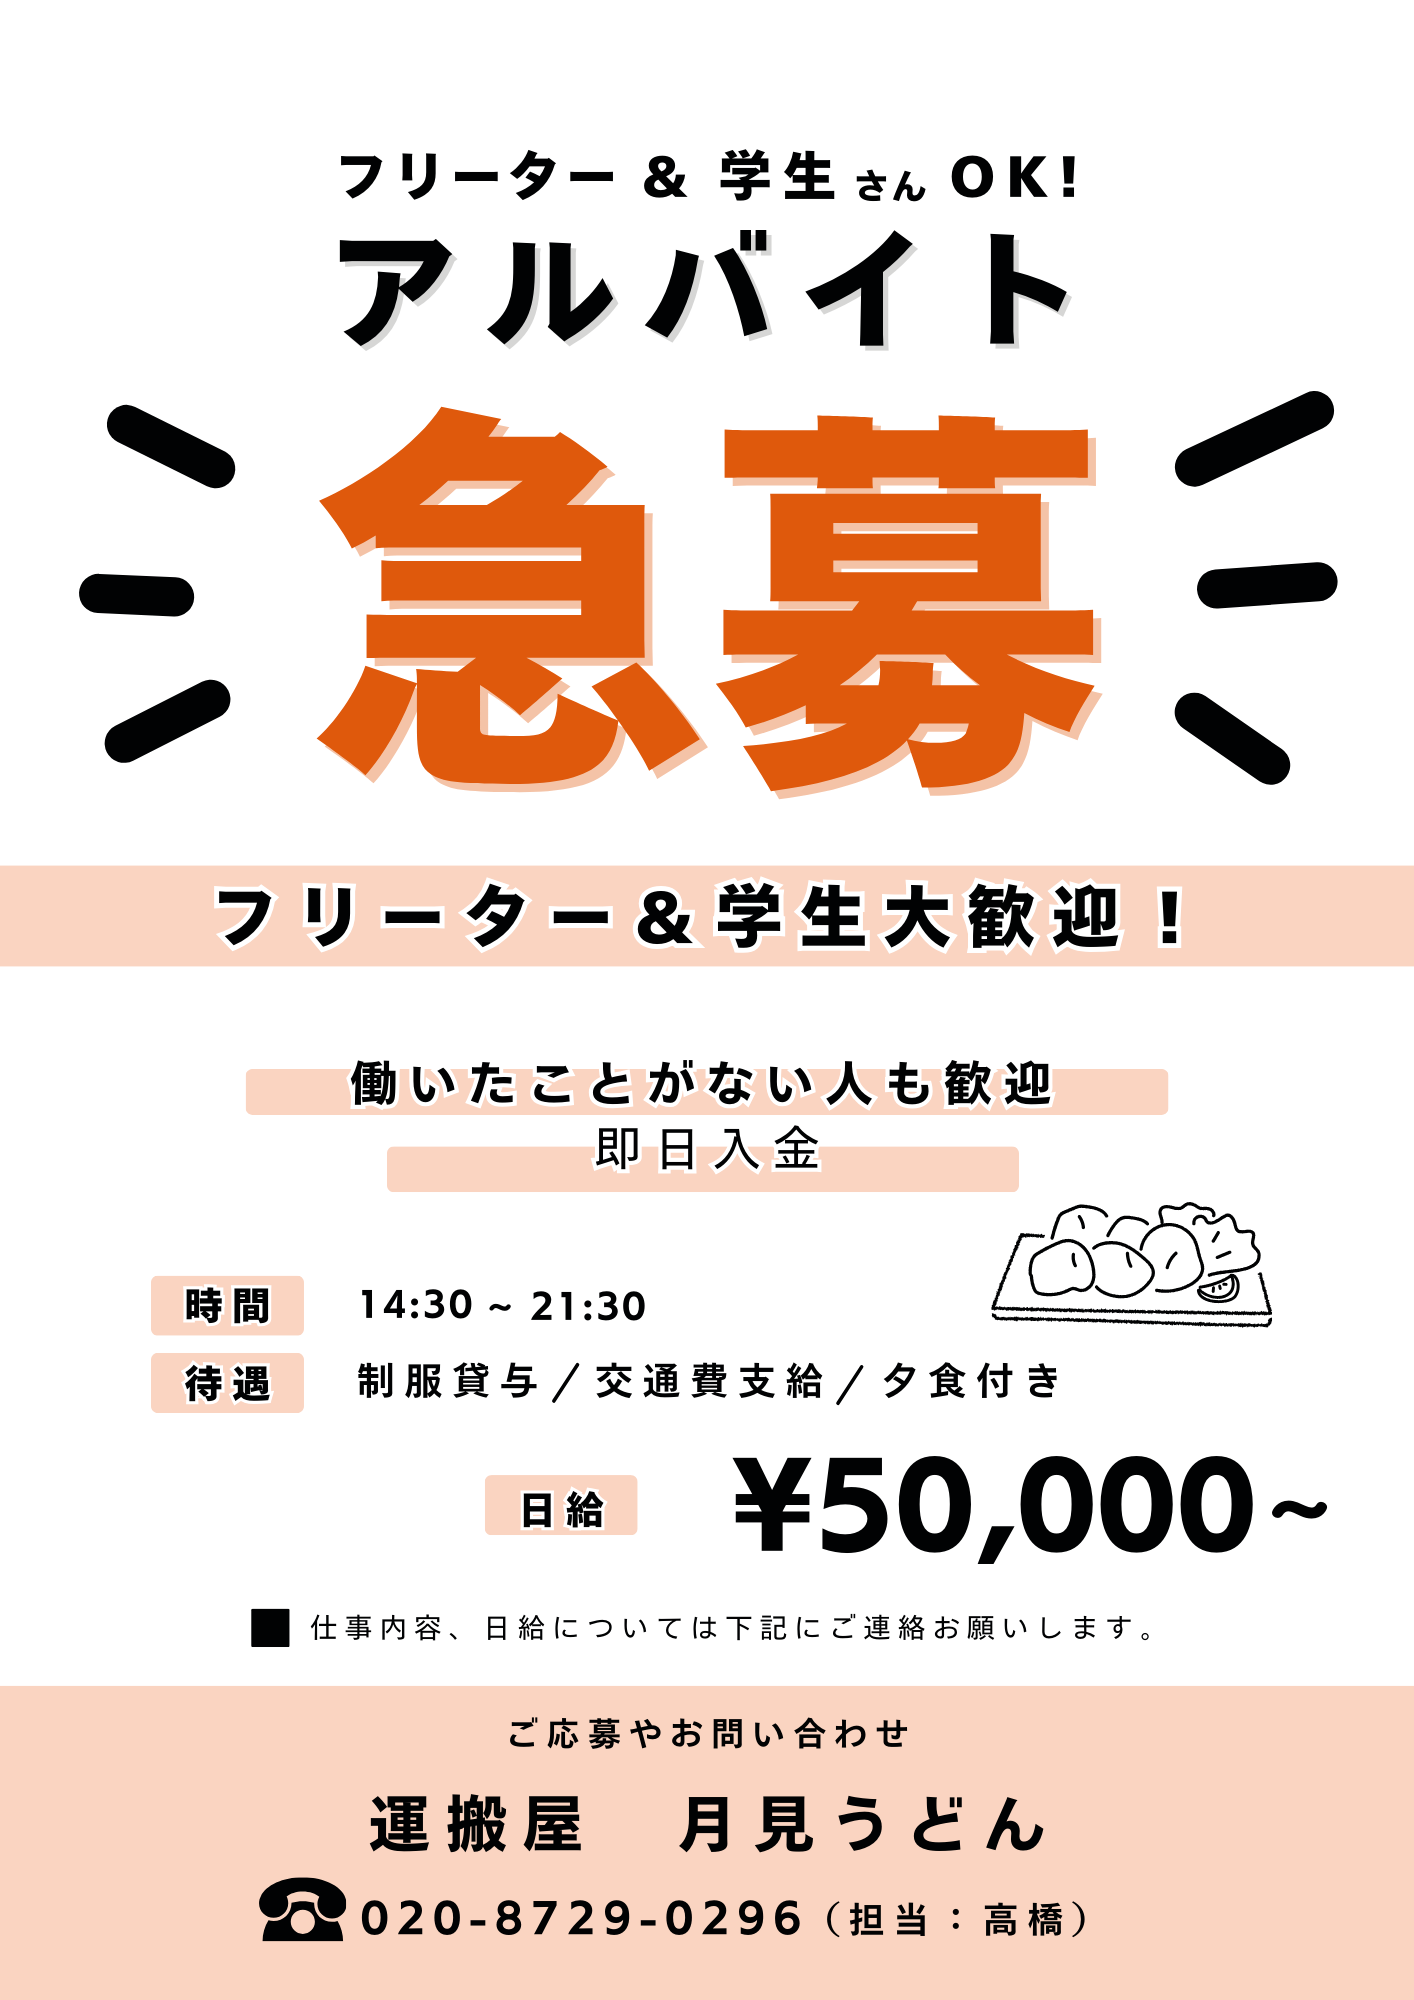 フリーター & 学生さんOK!
アルバイト
急募
フリーター&学生大歓迎!
働いたことがない人も歓迎
即日入金
時間 14:30 ~ 21:30
待遇 制服貸与/交通費支給/夕食付き
日給 ¥50,000~
■ 仕事内容、日給については下記にご連絡お願いします。
ご応募やお問い合わせ
運搬屋 月見うどん
020-8729-0296(担当:高橋)